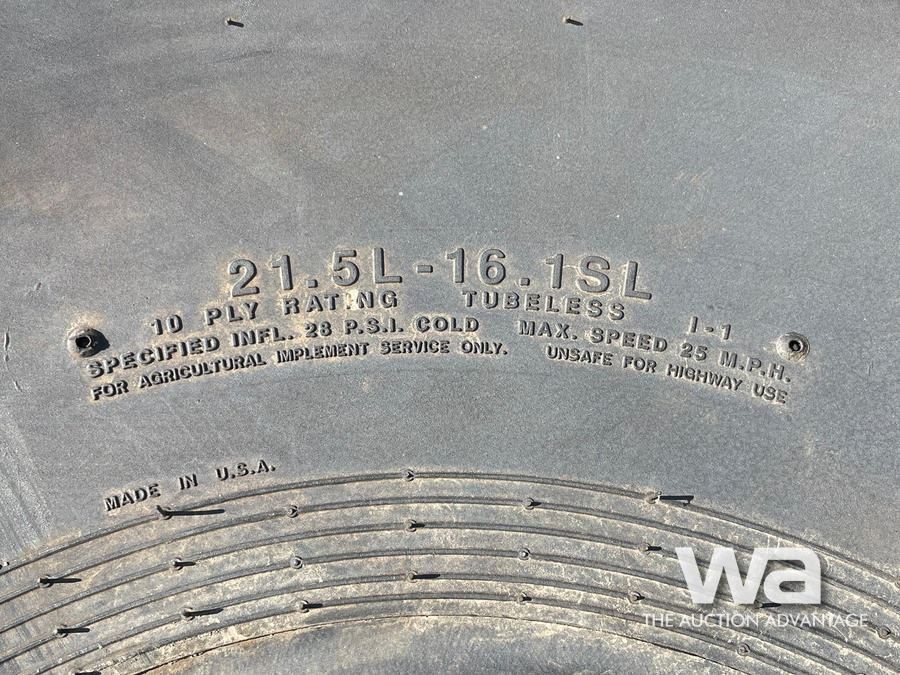 21.5L-16.1SL
10 PLY RATING TUBELESS I-1
SPECIFIED INFL. 28 P.S.I. COLD MAX. SPEED 25 M.P.H.
FOR AGRICULTURAL IMPLEMENT SERVICE ONLY. UNSAFE FOR HIGHWAY USE
MADE IN U.S.A.
wa
THE AUCTION ADVANTAGE